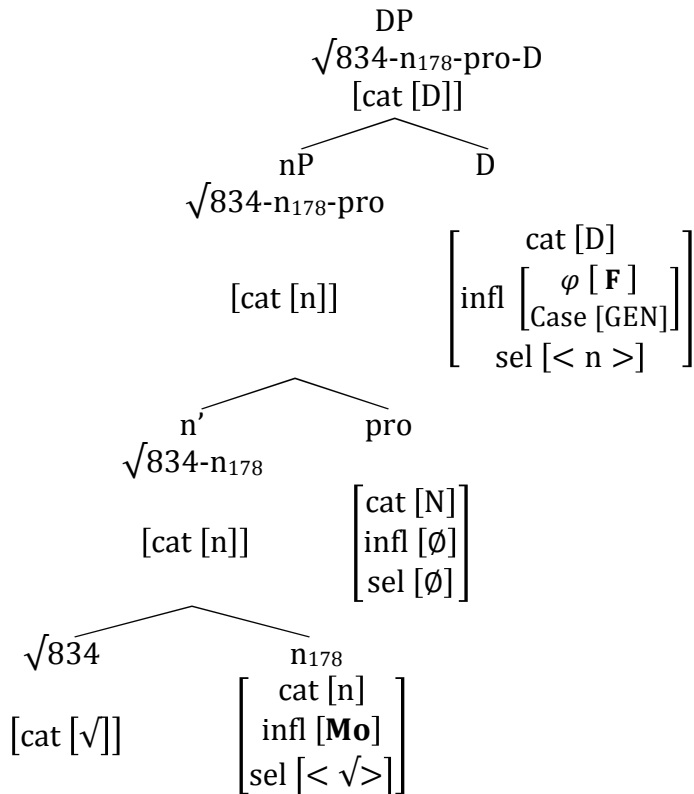 DP
√834-n₁₇₈-pro-D
[cat [D]]
nP D
√834-n₁₇₈-pro
cat [D]
[cat [n]] infl [φ [ F ]
Case [GEN]]
sel [< n >]
n’ pro
√834-n₁₇₈
cat [N]
[cat [n]] infl [∅]
sel [∅]
√834 n₁₇₈
cat [n]
[cat [√]] infl [Mo]
sel [< √>]